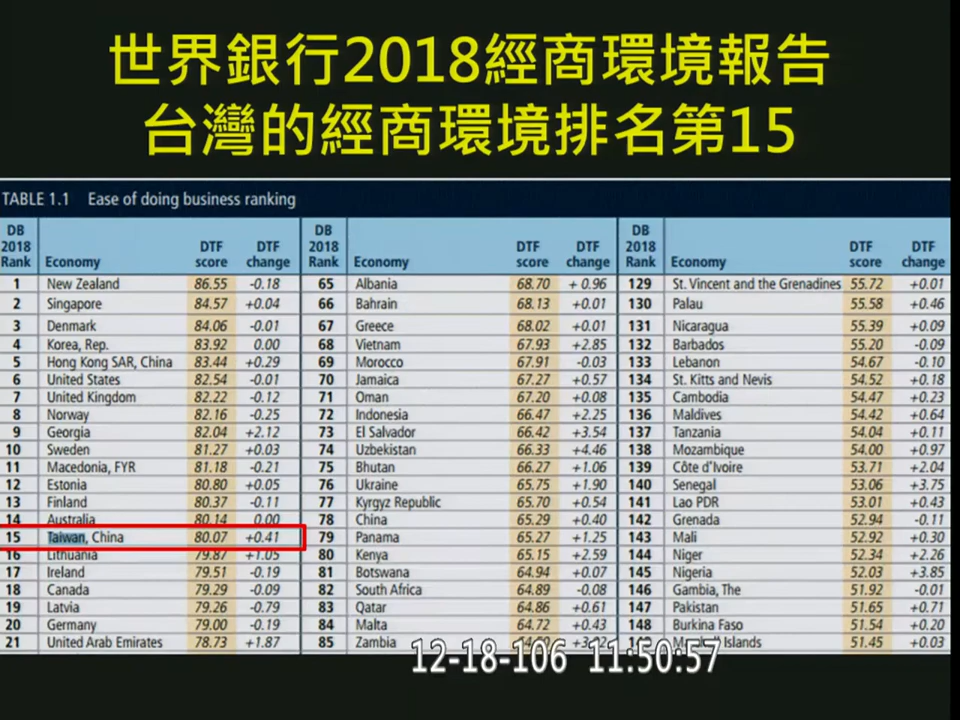 世界銀行2018經商環境報告
台灣的經商環境排名第15
TABLE 1.1 Ease of doing business ranking
DB 2018 Rank Economy DTF score DTF change DB 2018 Rank Economy DTF score DTF change DB 2018 Rank Economy DTF score DTF change
1 New Zealand 86.55 -0.18 65 Albania 68.70 + 0.96 129 St. Vincent and the Grenadines 55.72 +0.01
2 Singapore 84.57 +0.04 66 Bahrain 68.13 +0.01 130 Palau 55.58 +0.46
3 Denmark 84.06 -0.01 67 Greece 68.02 +0.01 131 Nicaragua 55.39 +0.09
4 Korea, Rep. 83.92 0.00 68 Vietnam 67.93 +2.85 132 Barbados 55.20 -0.09
5 Hong Kong SAR, China 83.44 +0.29 69 Morocco 67.91 -0.03 133 Lebanon 54.67 -0.10
6 United States 82.54 -0.01 70 Jamaica 67.27 +0.57 134 St. Kitts and Nevis 54.52 +0.18
7 United Kingdom 82.22 -0.12 71 Oman 67.20 +0.08 135 Cambodia 54.47 +0.23
8 Norway 82.16 -0.25 72 Indonesia 66.47 +2.25 136 Maldives 54.42 +0.64
9 Georgia 82.04 +2.12 73 El Salvador 66.42 +3.54 137 Tanzania 54.04 +0.11
10 Sweden 81.27 +0.03 74 Uzbekistan 66.33 +4.46 138 Mozambique 54.00 +0.97
11 Macedonia, FYR 81.18 -0.21 75 Bhutan 66.27 +1.06 139 Côte d'Ivoire 53.71 +2.04
12 Estonia 80.80 +0.05 76 Ukraine 65.75 +1.90 140 Senegal 53.06 +3.75
13 Finland 80.37 -0.11 77 Kyrgyz Republic 65.70 +0.54 141 Lao PDR 53.01 +0.43
14 Australia 80.14 0.00 78 China 65.29 +0.40 142 Grenada 52.94 -0.11
15 Taiwan, China 80.07 +0.41 79 Panama 65.27 +1.25 143 Mali 52.92 +0.30
16 Lithuania 79.87 +1.05 80 Kenya 65.15 +2.59 144 Niger 52.34 +2.26
17 Ireland 79.51 -0.19 81 Botswana 64.94 +0.07 145 Nigeria 52.03 +3.85
18 Canada 79.29 -0.09 82 South Africa 64.89 -0.08 146 Gambia, The 51.92 -0.01
19 Latvia 79.26 -0.79 83 Qatar 64.86 +0.61 147 Pakistan 51.65 +0.71
20 Germany 79.00 -0.19 84 Malta 64.72 +0.43 148 Burkina Faso 51.54 +0.20
21 United Arab Emirates 78.73 +1.87 85 Zambia Islands 51.45 +0.03
12-18-106 11:50:57